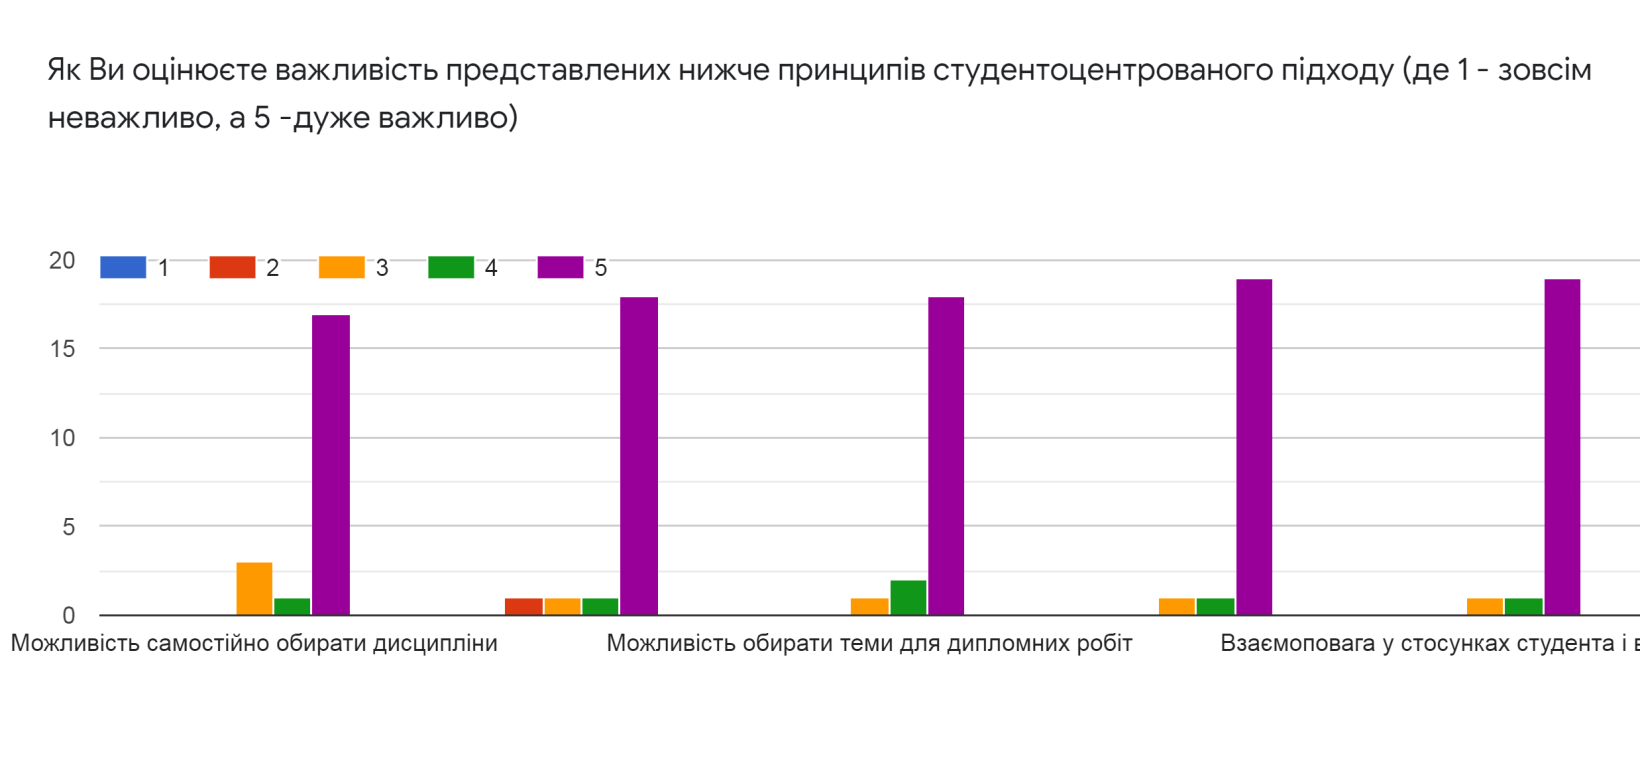 Як Ви оцінюєте важливість представлених нижче принципів студентоцентрованого підходу (де 1 - зовсім
неважливо, а 5 -дуже важливо)
20
1 2 3 4 5
15
10
5
0
Можливість самостійно обирати дисципліни Можливість обирати теми для дипломних робіт Взаємоповага у стосунках студента і